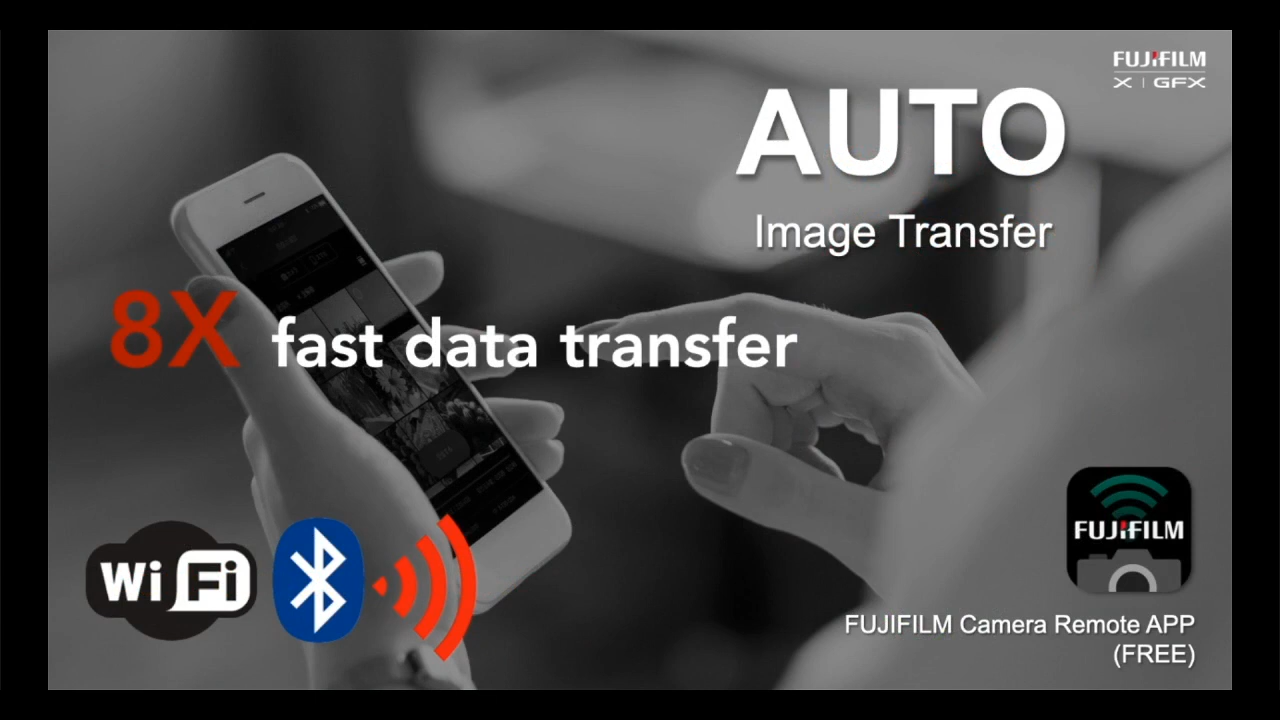 FUJIFILM
X | GFX
AUTO
Image Transfer
8X fast data transfer
Wi Fi
FUJIFILM
FUJIFILM Camera Remote APP
(FREE)